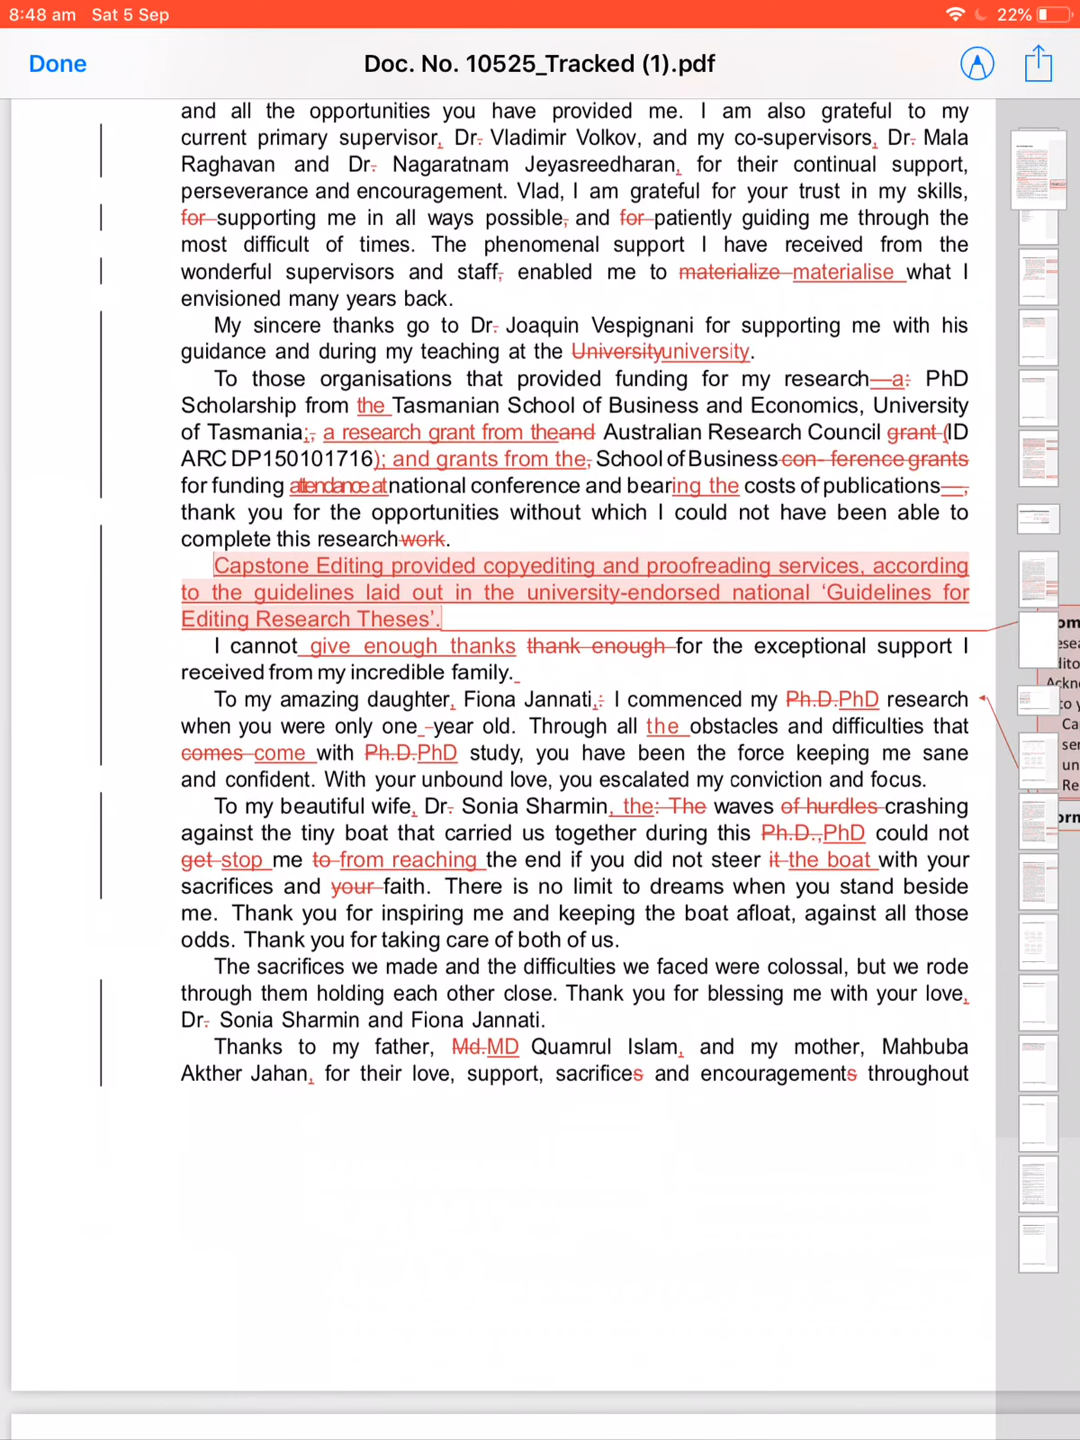 8:48 am Sat 5 Sep 22%
Done Doc. No. 10525_Tracked (1).pdf
and all the opportunities you have provided me. I am also grateful to my
current primary supervisor, Dr. Vladimir Volkov, and my co-supervisors, Dr. Mala
Raghavan and Dr. Nagaratnam Jeyasreedharan, for their continual support,
perseverance and encouragement. Vlad, I am grateful for your trust in my skills,
for supporting me in all ways possible, and for patiently guiding me through the
most difficult of times. The phenomenal support I have received from the
wonderful supervisors and staff, enabled me to materialize materialise what I
envisioned many years back.
My sincere thanks go to Dr. Joaquin Vespignani for supporting me with his
guidance and during my teaching at the Universityuniversity.
To those organisations that provided funding for my research—a: PhD
Scholarship from the Tasmanian School of Business and Economics, University
of Tasmania;, a research grant from theand Australian Research Council grant (ID
ARC DP150101716); and grants from the, School of Business con- ference grants
for funding attendance at national conference and bearing the costs of publications—,
thank you for the opportunities without which I could not have been able to
complete this research work.
Capstone Editing provided copyediting and proofreading services, according
to the guidelines laid out in the university-endorsed national ‘Guidelines for
Editing Research Theses’.
I cannot give enough thanks thank enough for the exceptional support I
received from my incredible family.
To my amazing daughter, Fiona Jannati,: I commenced my Ph.D.PhD research
when you were only one -year old. Through all the obstacles and difficulties that
comes come with Ph.D.PhD study, you have been the force keeping me sane
and confident. With your unbound love, you escalated my conviction and focus.
To my beautiful wife, Dr. Sonia Sharmin, the: The waves of hurdles crashing
against the tiny boat that carried us together during this Ph.D.,PhD could not
get stop me to from reaching the end if you did not steer it the boat with your
sacrifices and your faith. There is no limit to dreams when you stand beside
me. Thank you for inspiring me and keeping the boat afloat, against all those
odds. Thank you for taking care of both of us.
The sacrifices we made and the difficulties we faced were colossal, but we rode
through them holding each other close. Thank you for blessing me with your love,
Dr. Sonia Sharmin and Fiona Jannati.
Thanks to my father, Md.MD Quamrul Islam, and my mother, Mahbuba
Akther Jahan, for their love, support, sacrifices and encouragements throughout